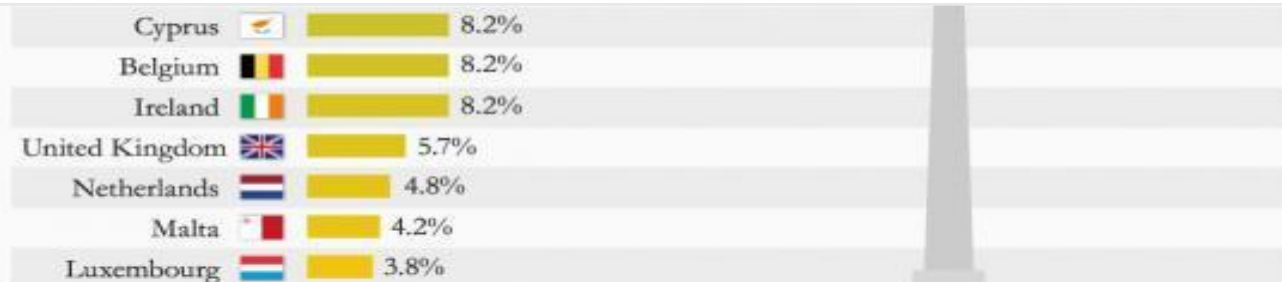 Cyprus 8.2%
Belgium 8.2%
Ireland 8.2%
United Kingdom 5.7%
Netherlands 4.8%
Malta 4.2%
Luxembourg 3.8%